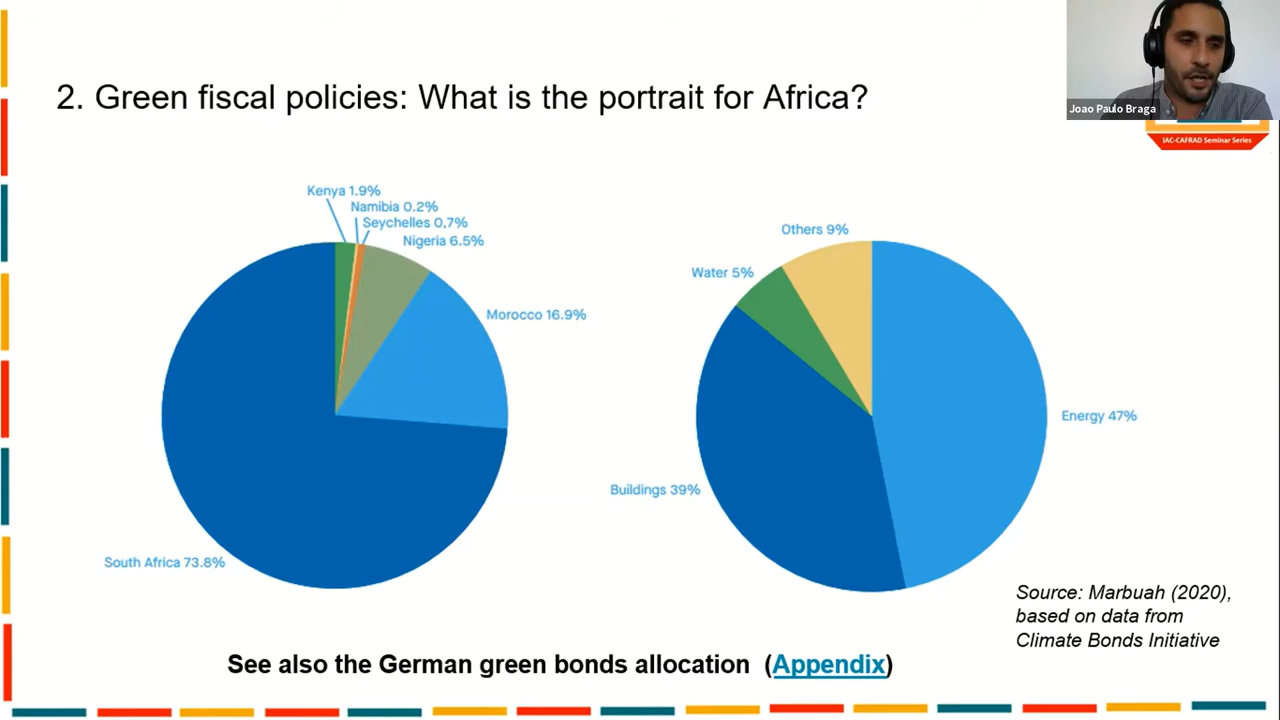 2. Green fiscal policies: What is the portrait for Africa?
Joao Paulo Braga
IAC-CAFRAD Seminar Series
Kenya 1.9%
Namibia 0.2%
Seychelles 0,7%
Nigeria 6.5%
Morocco 16.9%
South Africa 73.8%
Others 9%
Water 5%
Energy 47%
Buildings 39%
Source: Marbuah (2020),
based on data from
Climate Bonds Initiative
See also the German green bonds allocation (Appendix)